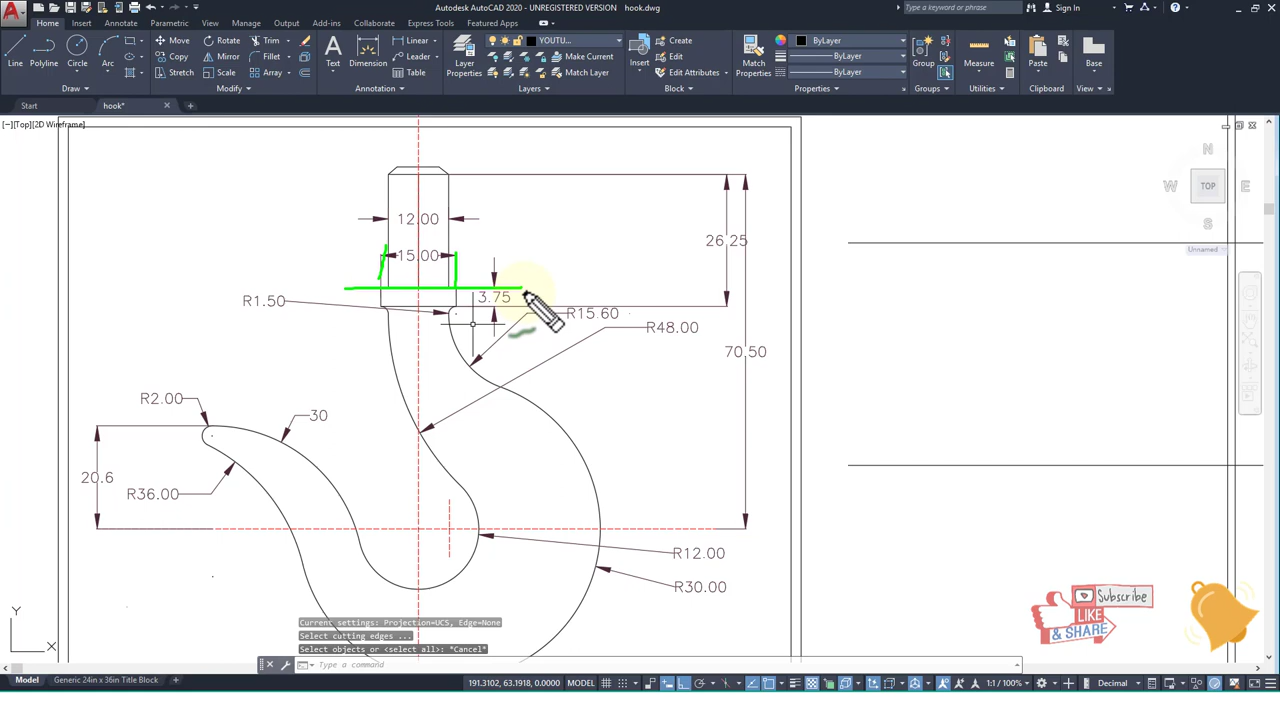 Autodesk AutoCAD 2020 - UNREGISTERED VERSION hook.dwg
Type a keyword or phrase
Sign In
Home Insert Annotate Parametric View Manage Output Add-ins Collaborate Express Tools Featured Apps
Line Polyline Circle Arc
Move Rotate Trim
Copy Mirror Fillet
Stretch Scale Array
Text Dimension
Linear
Leader
Table
Layer Properties
YOUTU...
Make Current
Match Layer
Insert
Create
Edit
Edit Attributes
Match Properties
ByLayer
ByLayer
ByLayer
Group
Measure
Paste
Base
Draw Modify Annotation Layers Block Properties Groups Utilities Clipboard View
Start hook*
[−][Top][2D Wireframe]
N
W TOP E
S
Unnamed
12.00
26.25
15.00
3.75
R1.50
R15.60
R48.00
70.50
R2.00
30
20.6
R36.00
R12.00
R30.00
Subscribe
LIKE
& SHARE
Y
X
Current settings: Projection=UCS, Edge=None
Select cutting edges ...
Select objects or <select all>: *Cancel*
Type a command
Model Generic 24in x 36in Title Block
191.3102, 63.1918, 0.0000 MODEL
1:1 / 100%
Decimal